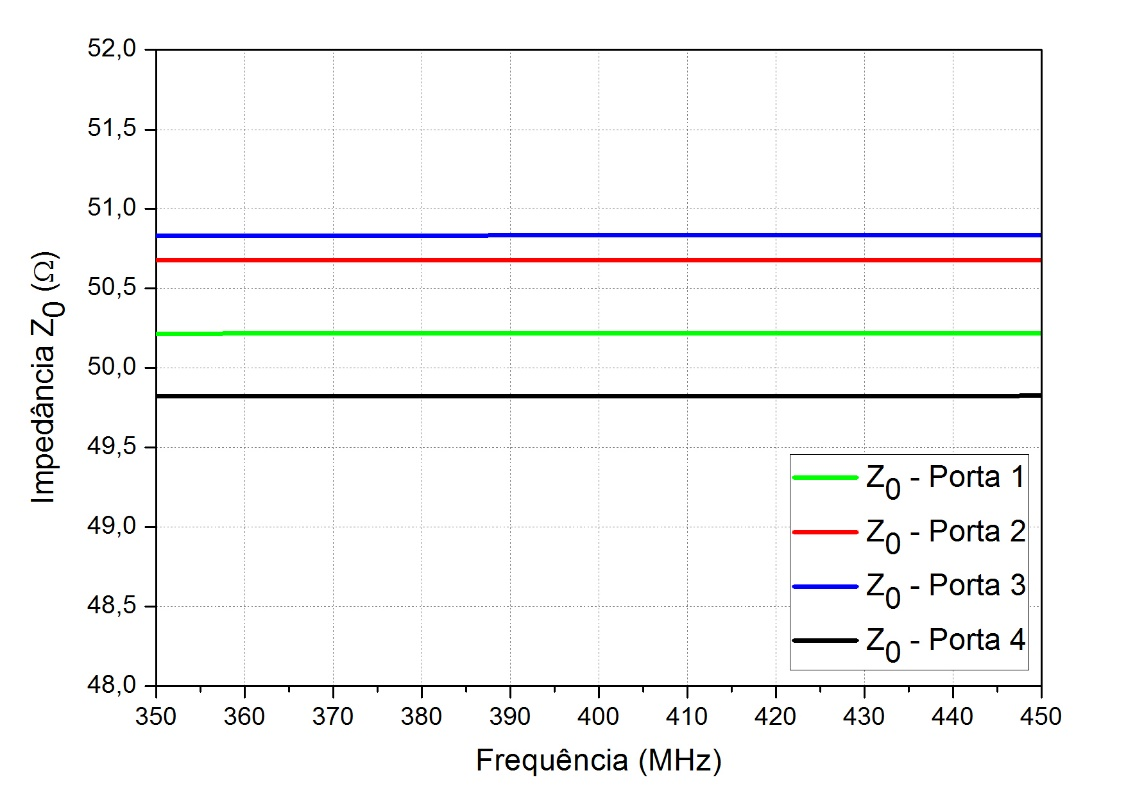 52,0
51,5
51,0
50,5
50,0
49,5
49,0
48,5
48,0
Impedância Z0 (Ω)
Z0 - Porta 1
Z0 - Porta 2
Z0 - Porta 3
Z0 - Porta 4
350 360 370 380 390 400 410 420 430 440 450
Frequência (MHz)